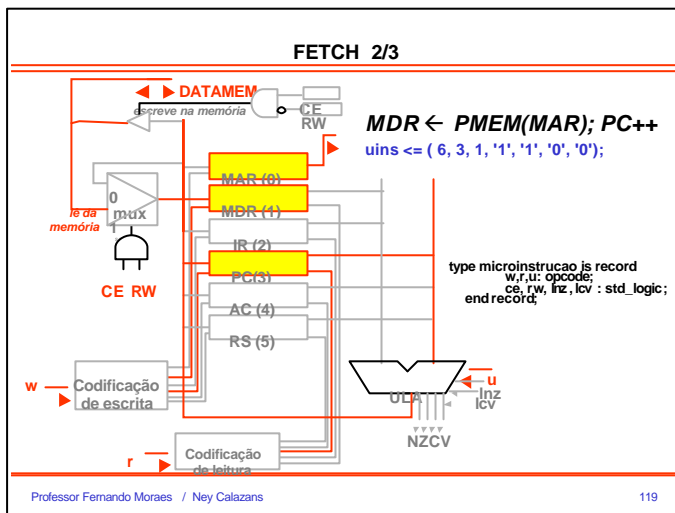 FETCH 2/3
DATAMEM
escreve na memória
CE
RW
MDR ← PMEM(MAR); PC++
uins <= ( 6, 3, 1, '1', '1', '0', '0');
MAR (0)
0
mux
1
lê da
memória
MDR (1)
IR (2)
PC(3)
CE RW
AC (4)
RS (5)
type microinstrucao is record
w,r,u: opcode;
ce, rw, lnz, lcv : std_logic;
end record;
w
Codificação
de escrita
ULA
u
lnz
lcv
NZCV
r
Codificação
de leitura
Professor Fernando Moraes / Ney Calazans
119